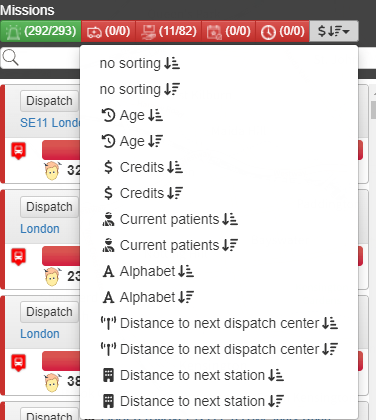 Missions
(292/293) (0/0) (11/82) (0/0) (0/0) $
no sorting
no sorting
Age
Age
$ Credits
$ Credits
Current patients
Current patients
A Alphabet
A Alphabet
Distance to next dispatch center
Distance to next dispatch center
Distance to next station
Distance to next station
Dispatch
SE11 London
32
Dispatch
London
23
Dispatch
London
38